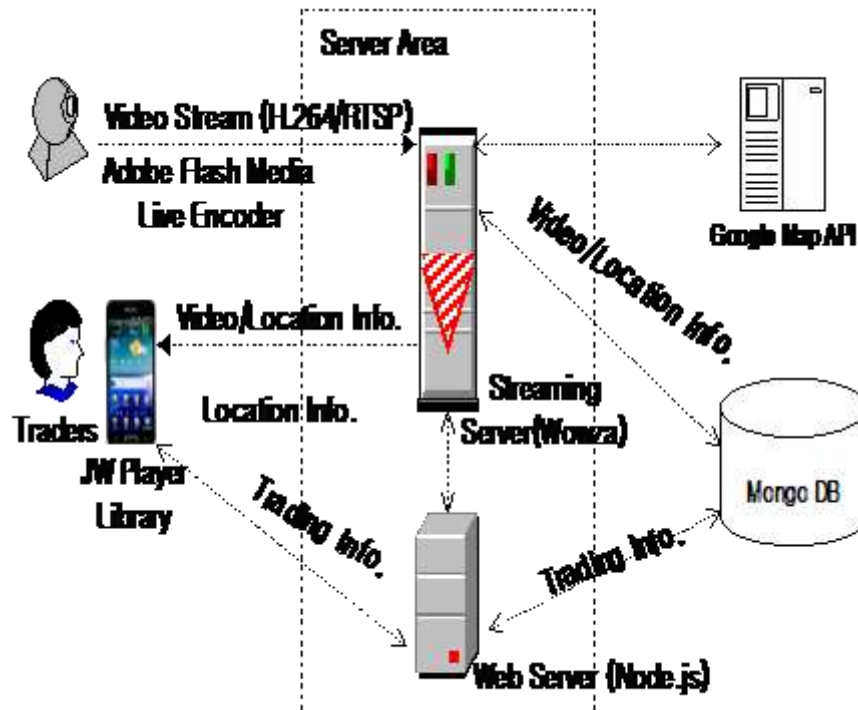 Server Area
Video Stream (H.264/RTSP)
Adobe Flash Media
Live Encoder
Google Map API
Video/Location Info.
Video/Location Info.
Traders
Location Info.
JW Player
Library
Streaming
Server(Wowza)
Mongo DB
Trading Info.
Trading Info.
Web Server (Node.js)